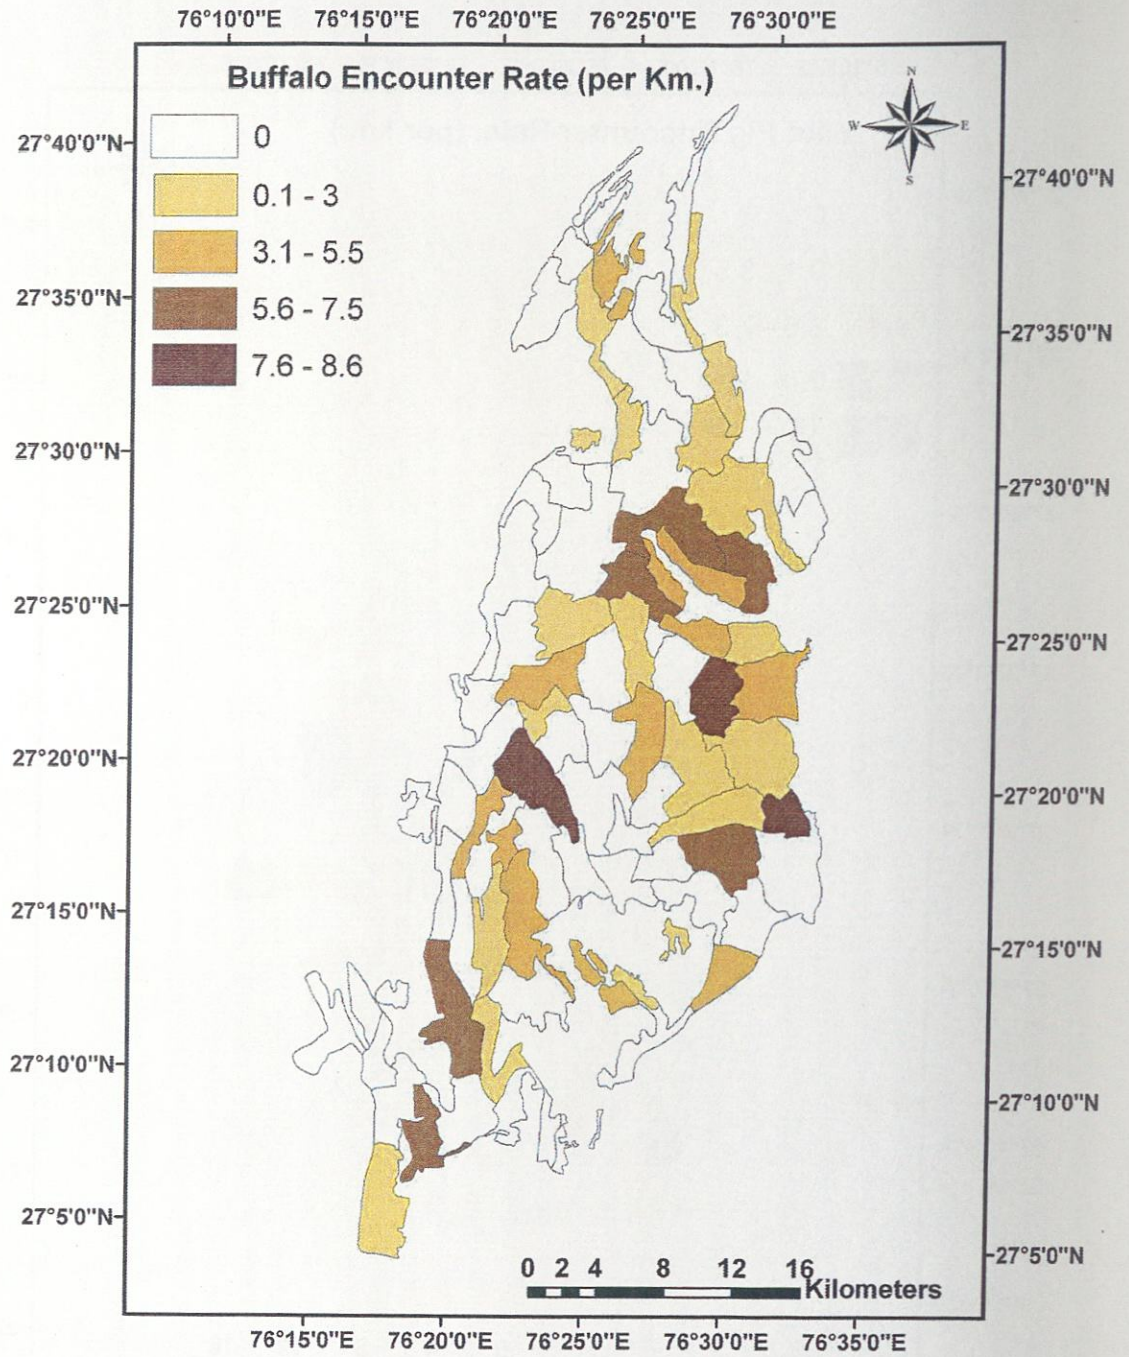 76°10'0"E 76°15'0"E 76°20'0"E 76°25'0"E 76°30'0"E
Buffalo Encounter Rate (per Km.)
N
W E
S
0
0.1 - 3
3.1 - 5.5
5.6 - 7.5
7.6 - 8.6
27°40'0"N
27°35'0"N
27°30'0"N
27°25'0"N
27°20'0"N
27°15'0"N
27°10'0"N
27°5'0"N
27°40'0"N
27°35'0"N
27°30'0"N
27°25'0"N
27°20'0"N
27°15'0"N
27°10'0"N
27°5'0"N
0 2 4 8 12 16
Kilometers
76°15'0"E 76°20'0"E 76°25'0"E 76°30'0"E 76°35'0"E